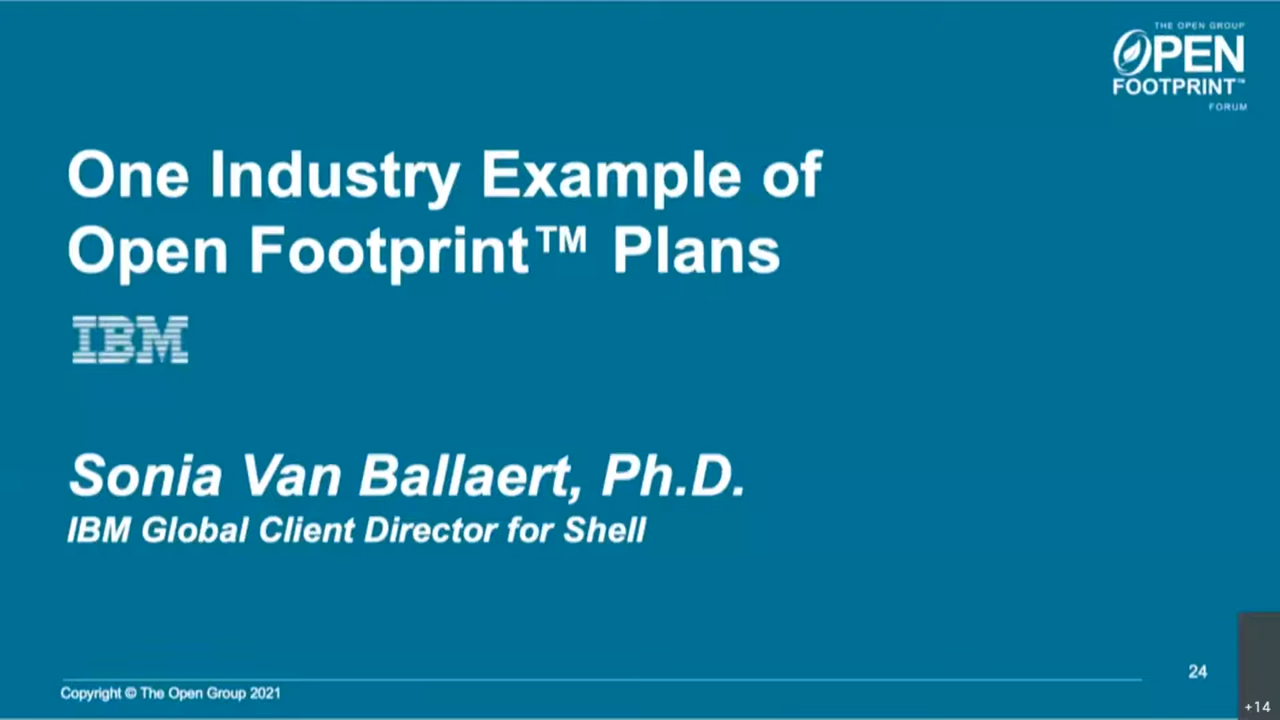 THE OPEN GROUP
OPEN
FOOTPRINT™
FORUM
One Industry Example of
Open Footprint™ Plans
IBM
Sonia Van Ballaert, Ph.D.
IBM Global Client Director for Shell
24
Copyright © The Open Group 2021
+14